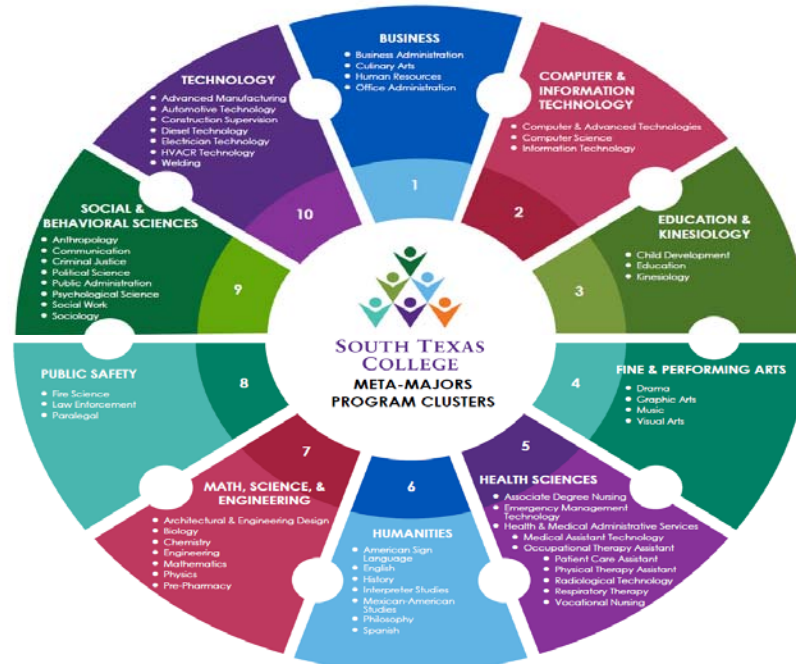 BUSINESS
Business Administration
Culinary Arts
Human Resources
Office Administration
1
COMPUTER &
INFORMATION
TECHNOLOGY
Computer & Advanced Technologies
Computer Science
Information Technology
2
EDUCATION &
KINESIOLOGY
Child Development
Education
Kinesiology
3
FINE & PERFORMING ARTS
Drama
Graphic Arts
Music
Visual Arts
4
5
HEALTH SCIENCES
Associate Degree Nursing
Emergency Management
Technology
Health & Medical Administrative Services
Medical Assistant Technology
Occupational Therapy Assistant
Patient Care Assistant
Physical Therapy Assistant
Radiological Technology
Respiratory Therapy
Vocational Nursing
6
HUMANITIES
American Sign
Language
English
History
Interpreter Studies
Mexican-American
Studies
Philosophy
Spanish
7
MATH, SCIENCE, &
ENGINEERING
Architectural & Engineering Design
Biology
Chemistry
Engineering
Mathematics
Physics
Pre-Pharmacy
8
PUBLIC SAFETY
Fire Science
Law Enforcement
Paralegal
9
SOCIAL &
BEHAVIORAL SCIENCES
Anthropology
Communication
Criminal Justice
Political Science
Public Administration
Psychological Science
Social Work
Sociology
10
TECHNOLOGY
Advanced Manufacturing
Automotive Technology
Construction Supervision
Diesel Technology
Electrician Technology
HVACR Technology
Welding
SOUTH TEXAS
COLLEGE
META-MAJORS
PROGRAM CLUSTERS